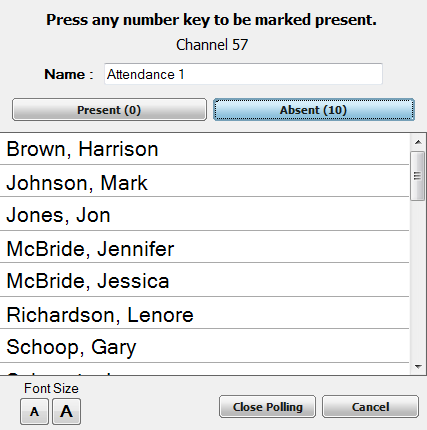 Press any number key to be marked present.
Channel 57
Name : Attendance 1
Present (0) Absent (10)
Brown, Harrison
Johnson, Mark
Jones, Jon
McBride, Jennifer
McBride, Jessica
Richardson, Lenore
Schoop, Gary
Font Size
A A Close Polling Cancel